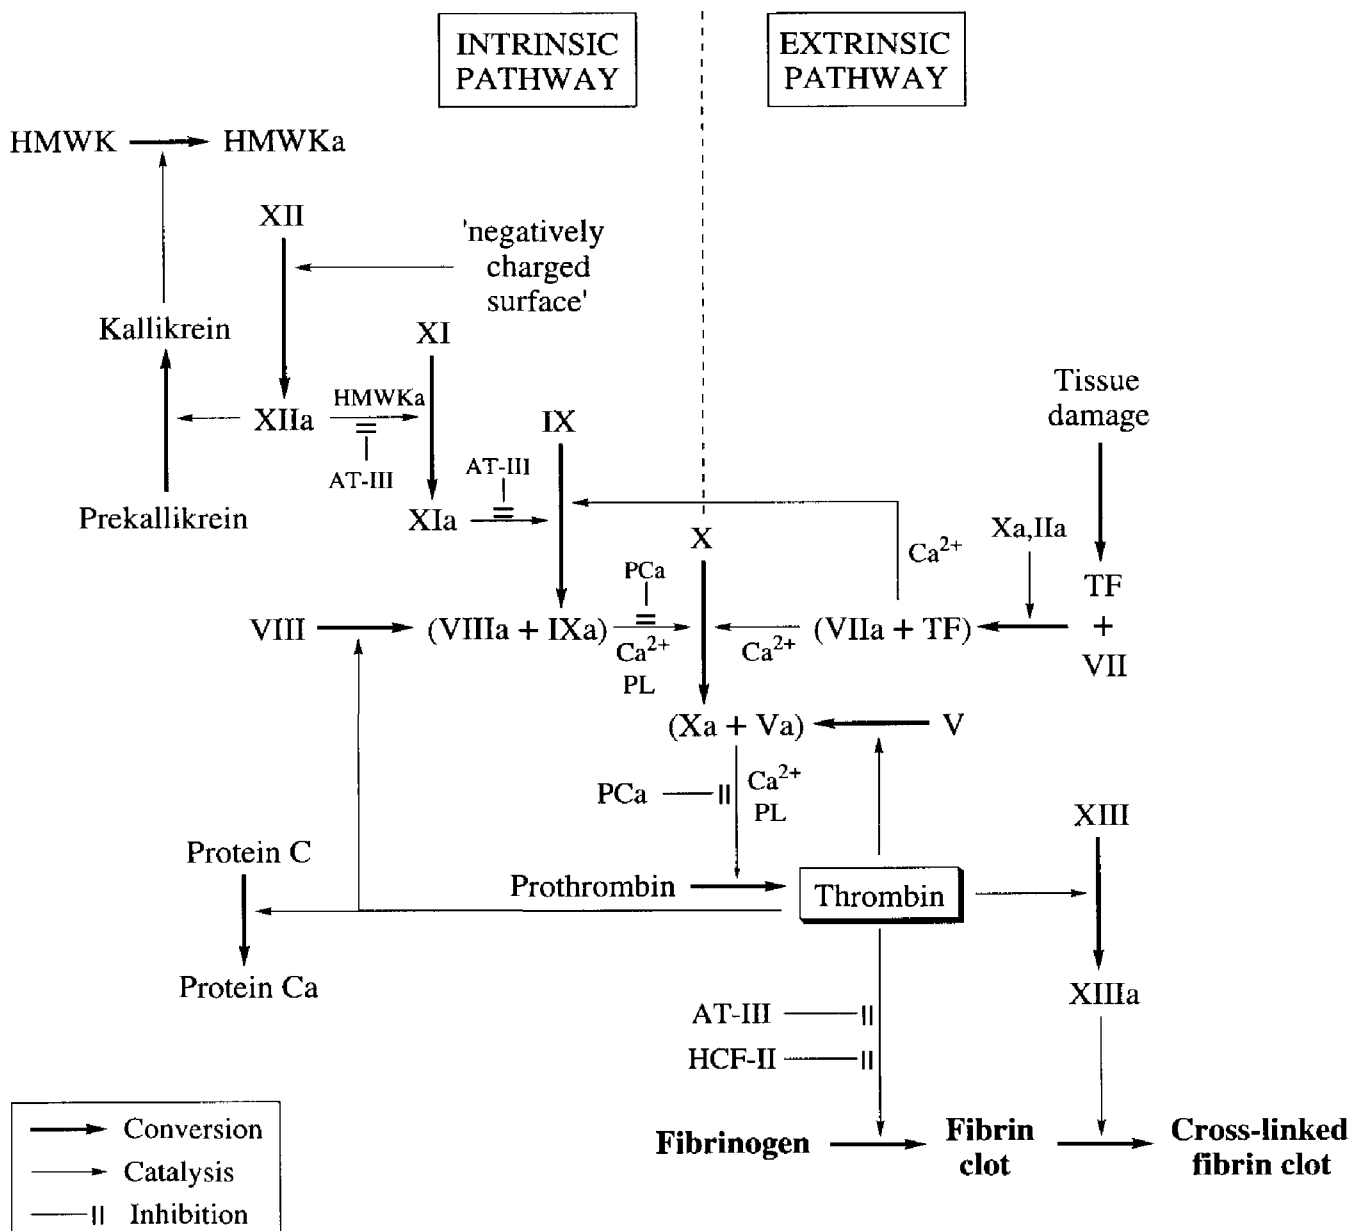 INTRINSIC
PATHWAY
EXTRINSIC
PATHWAY
HMWK
HMWKa
XII
'negatively
charged
surface'
Kallikrein
XI
Tissue
damage
HMWKa
XIIa
IX
AT-III
AT-III
Prekallikrein
XIa
X
Xa,IIa
Ca²⁺
PCa
TF
VIII
(VIIIa + IXa)
Ca²⁺
PL
Ca²⁺
(VIIa + TF)
+
VII
(Xa + Va)
V
PCa
Ca²⁺
PL
XIII
Protein C
Prothrombin
Thrombin
Protein Ca
XIIIa
AT-III
HCF-II
Fibrinogen
Fibrin
clot
Cross-linked
fibrin clot
Conversion
Catalysis
Inhibition